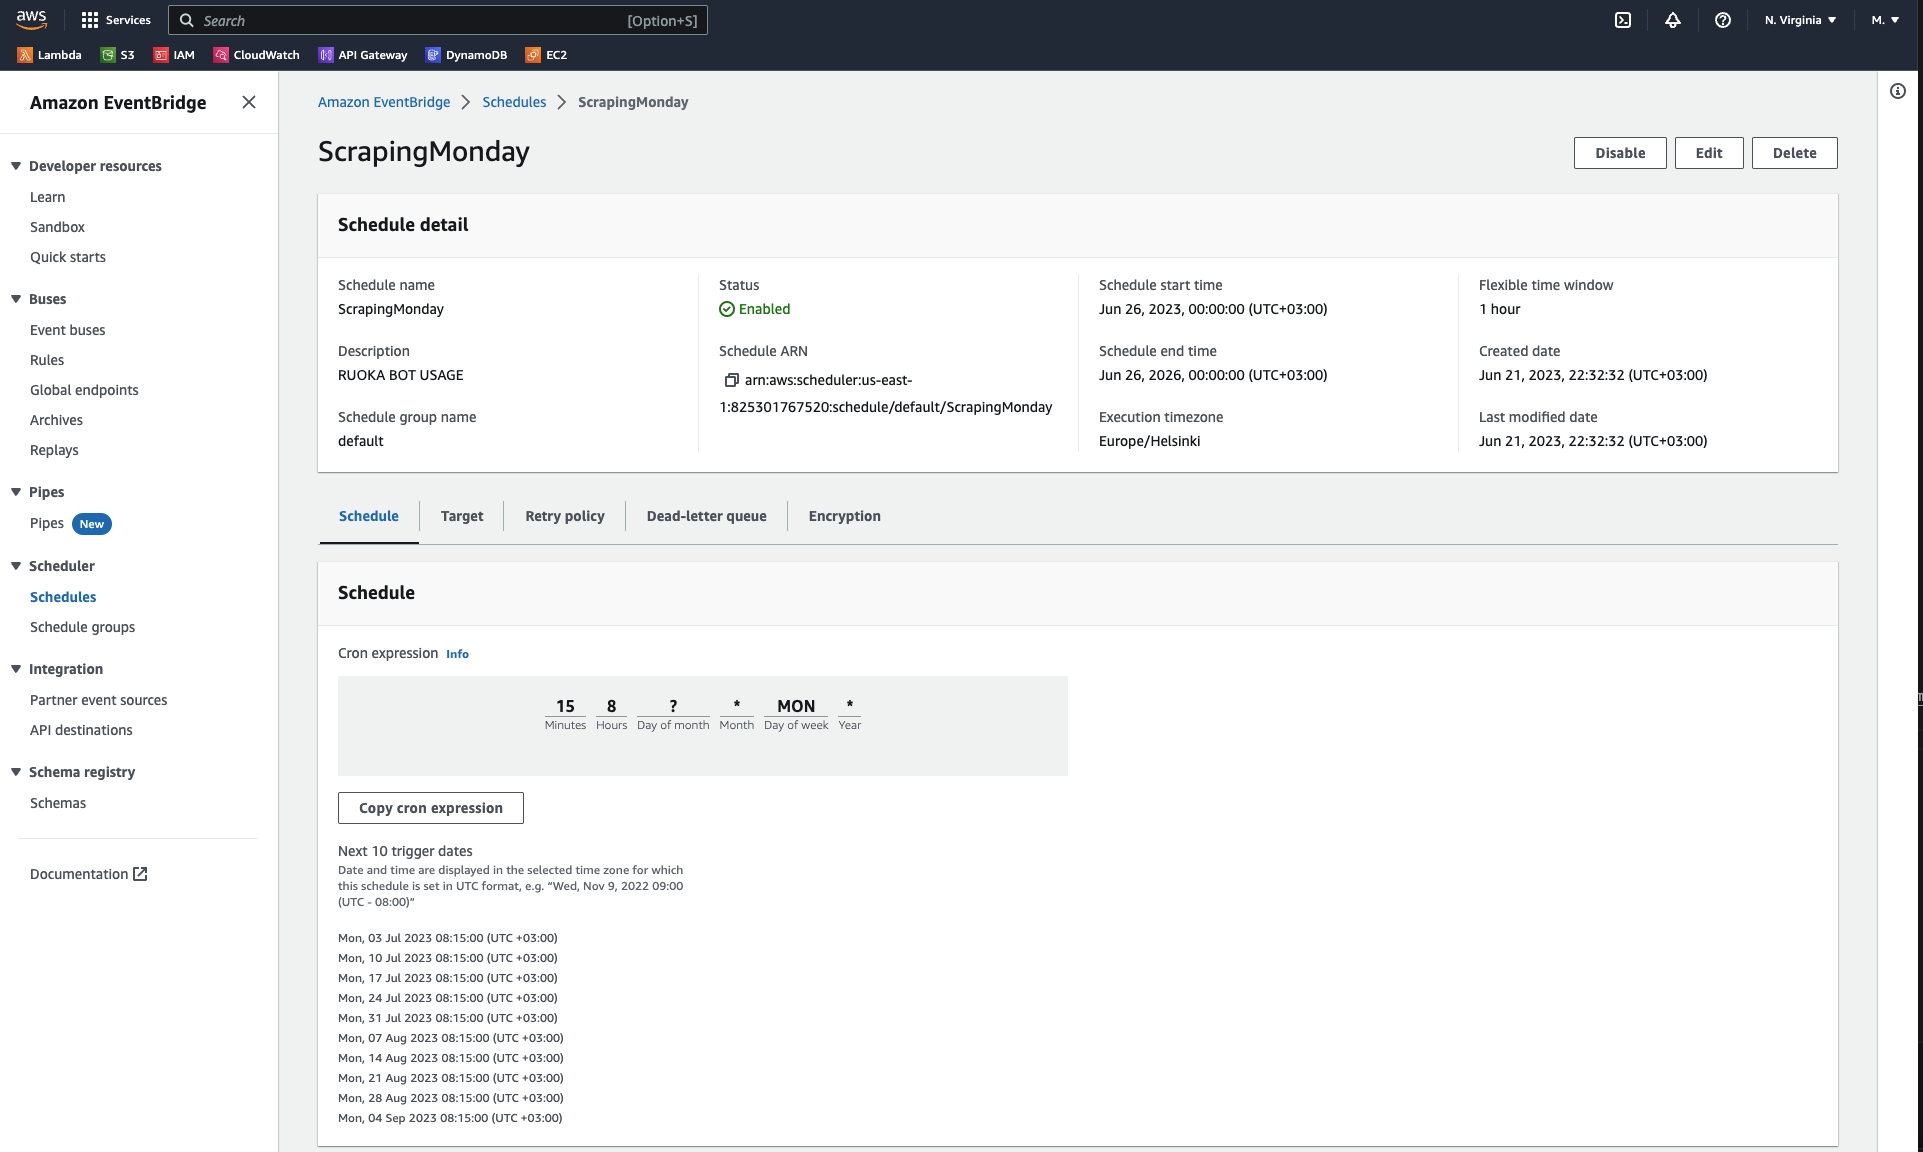 aws
Services
Search
[Option+S]
N. Virginia
M.
Lambda
S3
IAM
CloudWatch
API Gateway
DynamoDB
EC2
Amazon EventBridge
Developer resources
Learn
Sandbox
Quick starts
Buses
Event buses
Rules
Global endpoints
Archives
Replays
Pipes
Pipes New
Scheduler
Schedules
Schedule groups
Integration
Partner event sources
API destinations
Schema registry
Schemas
Documentation
Amazon EventBridge
Schedules
ScrapingMonday
ScrapingMonday
Disable
Edit
Delete
Schedule detail
Schedule name
ScrapingMonday
Description
RUOKA BOT USAGE
Schedule group name
default
Status
Enabled
Schedule ARN
arn:aws:scheduler:us-east-
1:825301767520:schedule/default/ScrapingMonday
Schedule start time
Jun 26, 2023, 00:00:00 (UTC+03:00)
Schedule end time
Jun 26, 2026, 00:00:00 (UTC+03:00)
Execution timezone
Europe/Helsinki
Flexible time window
1 hour
Created date
Jun 21, 2023, 22:32:32 (UTC+03:00)
Last modified date
Jun 21, 2023, 22:32:32 (UTC+03:00)
Schedule
Target
Retry policy
Dead-letter queue
Encryption
Schedule
Cron expression Info
15 8 ? * MON *
Minutes Hours Day of month Month Day of week Year
Copy cron expression
Next 10 trigger dates
Date and time are displayed in the selected time zone for which
this schedule is set in UTC format, e.g. “Wed, Nov 9, 2022 09:00
(UTC - 08:00)“
Mon, 03 Jul 2023 08:15:00 (UTC +03:00)
Mon, 10 Jul 2023 08:15:00 (UTC +03:00)
Mon, 17 Jul 2023 08:15:00 (UTC +03:00)
Mon, 24 Jul 2023 08:15:00 (UTC +03:00)
Mon, 31 Jul 2023 08:15:00 (UTC +03:00)
Mon, 07 Aug 2023 08:15:00 (UTC +03:00)
Mon, 14 Aug 2023 08:15:00 (UTC +03:00)
Mon, 21 Aug 2023 08:15:00 (UTC +03:00)
Mon, 28 Aug 2023 08:15:00 (UTC +03:00)
Mon, 04 Sep 2023 08:15:00 (UTC +03:00)